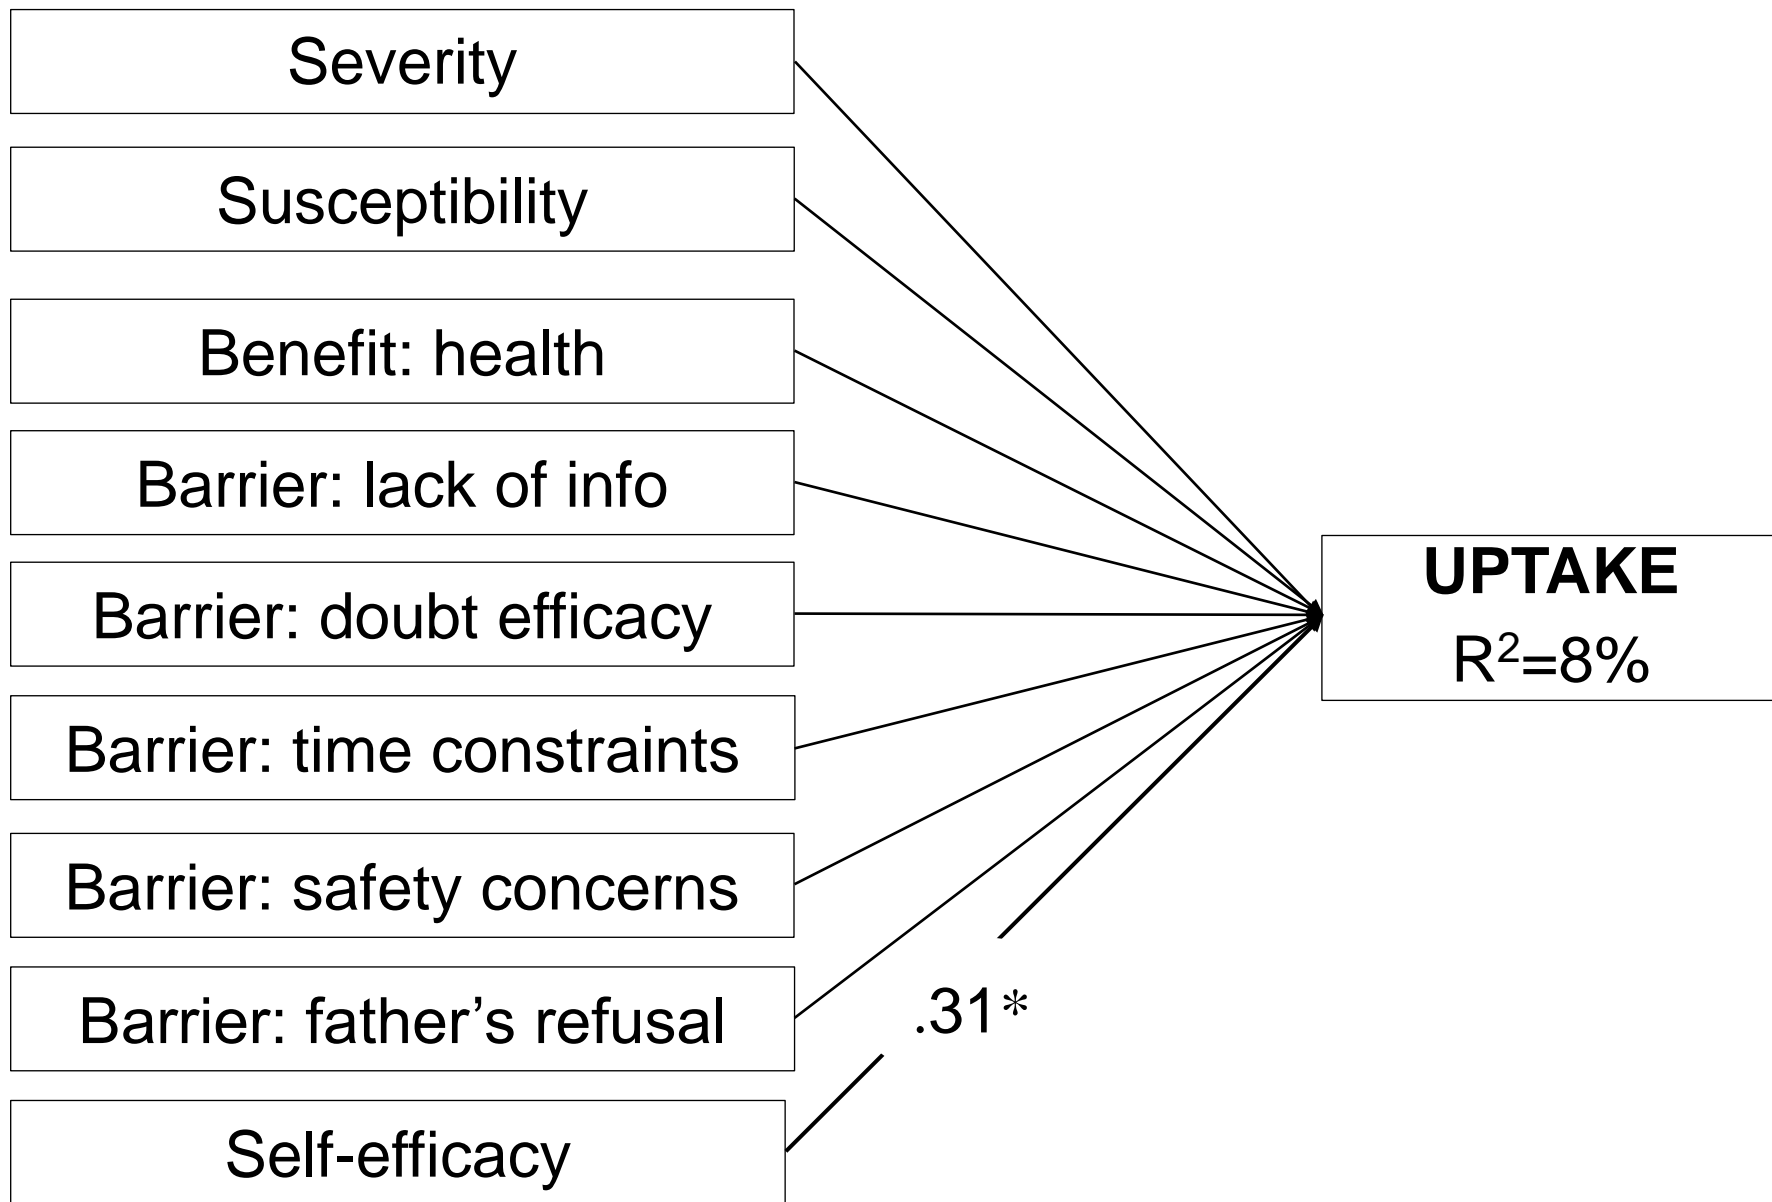 Severity
Susceptibility
Benefit: health
Barrier: lack of info
Barrier: doubt efficacy
UPTAKE
R²=8%
Barrier: time constraints
Barrier: safety concerns
Barrier: father’s refusal
.31*
Self-efficacy